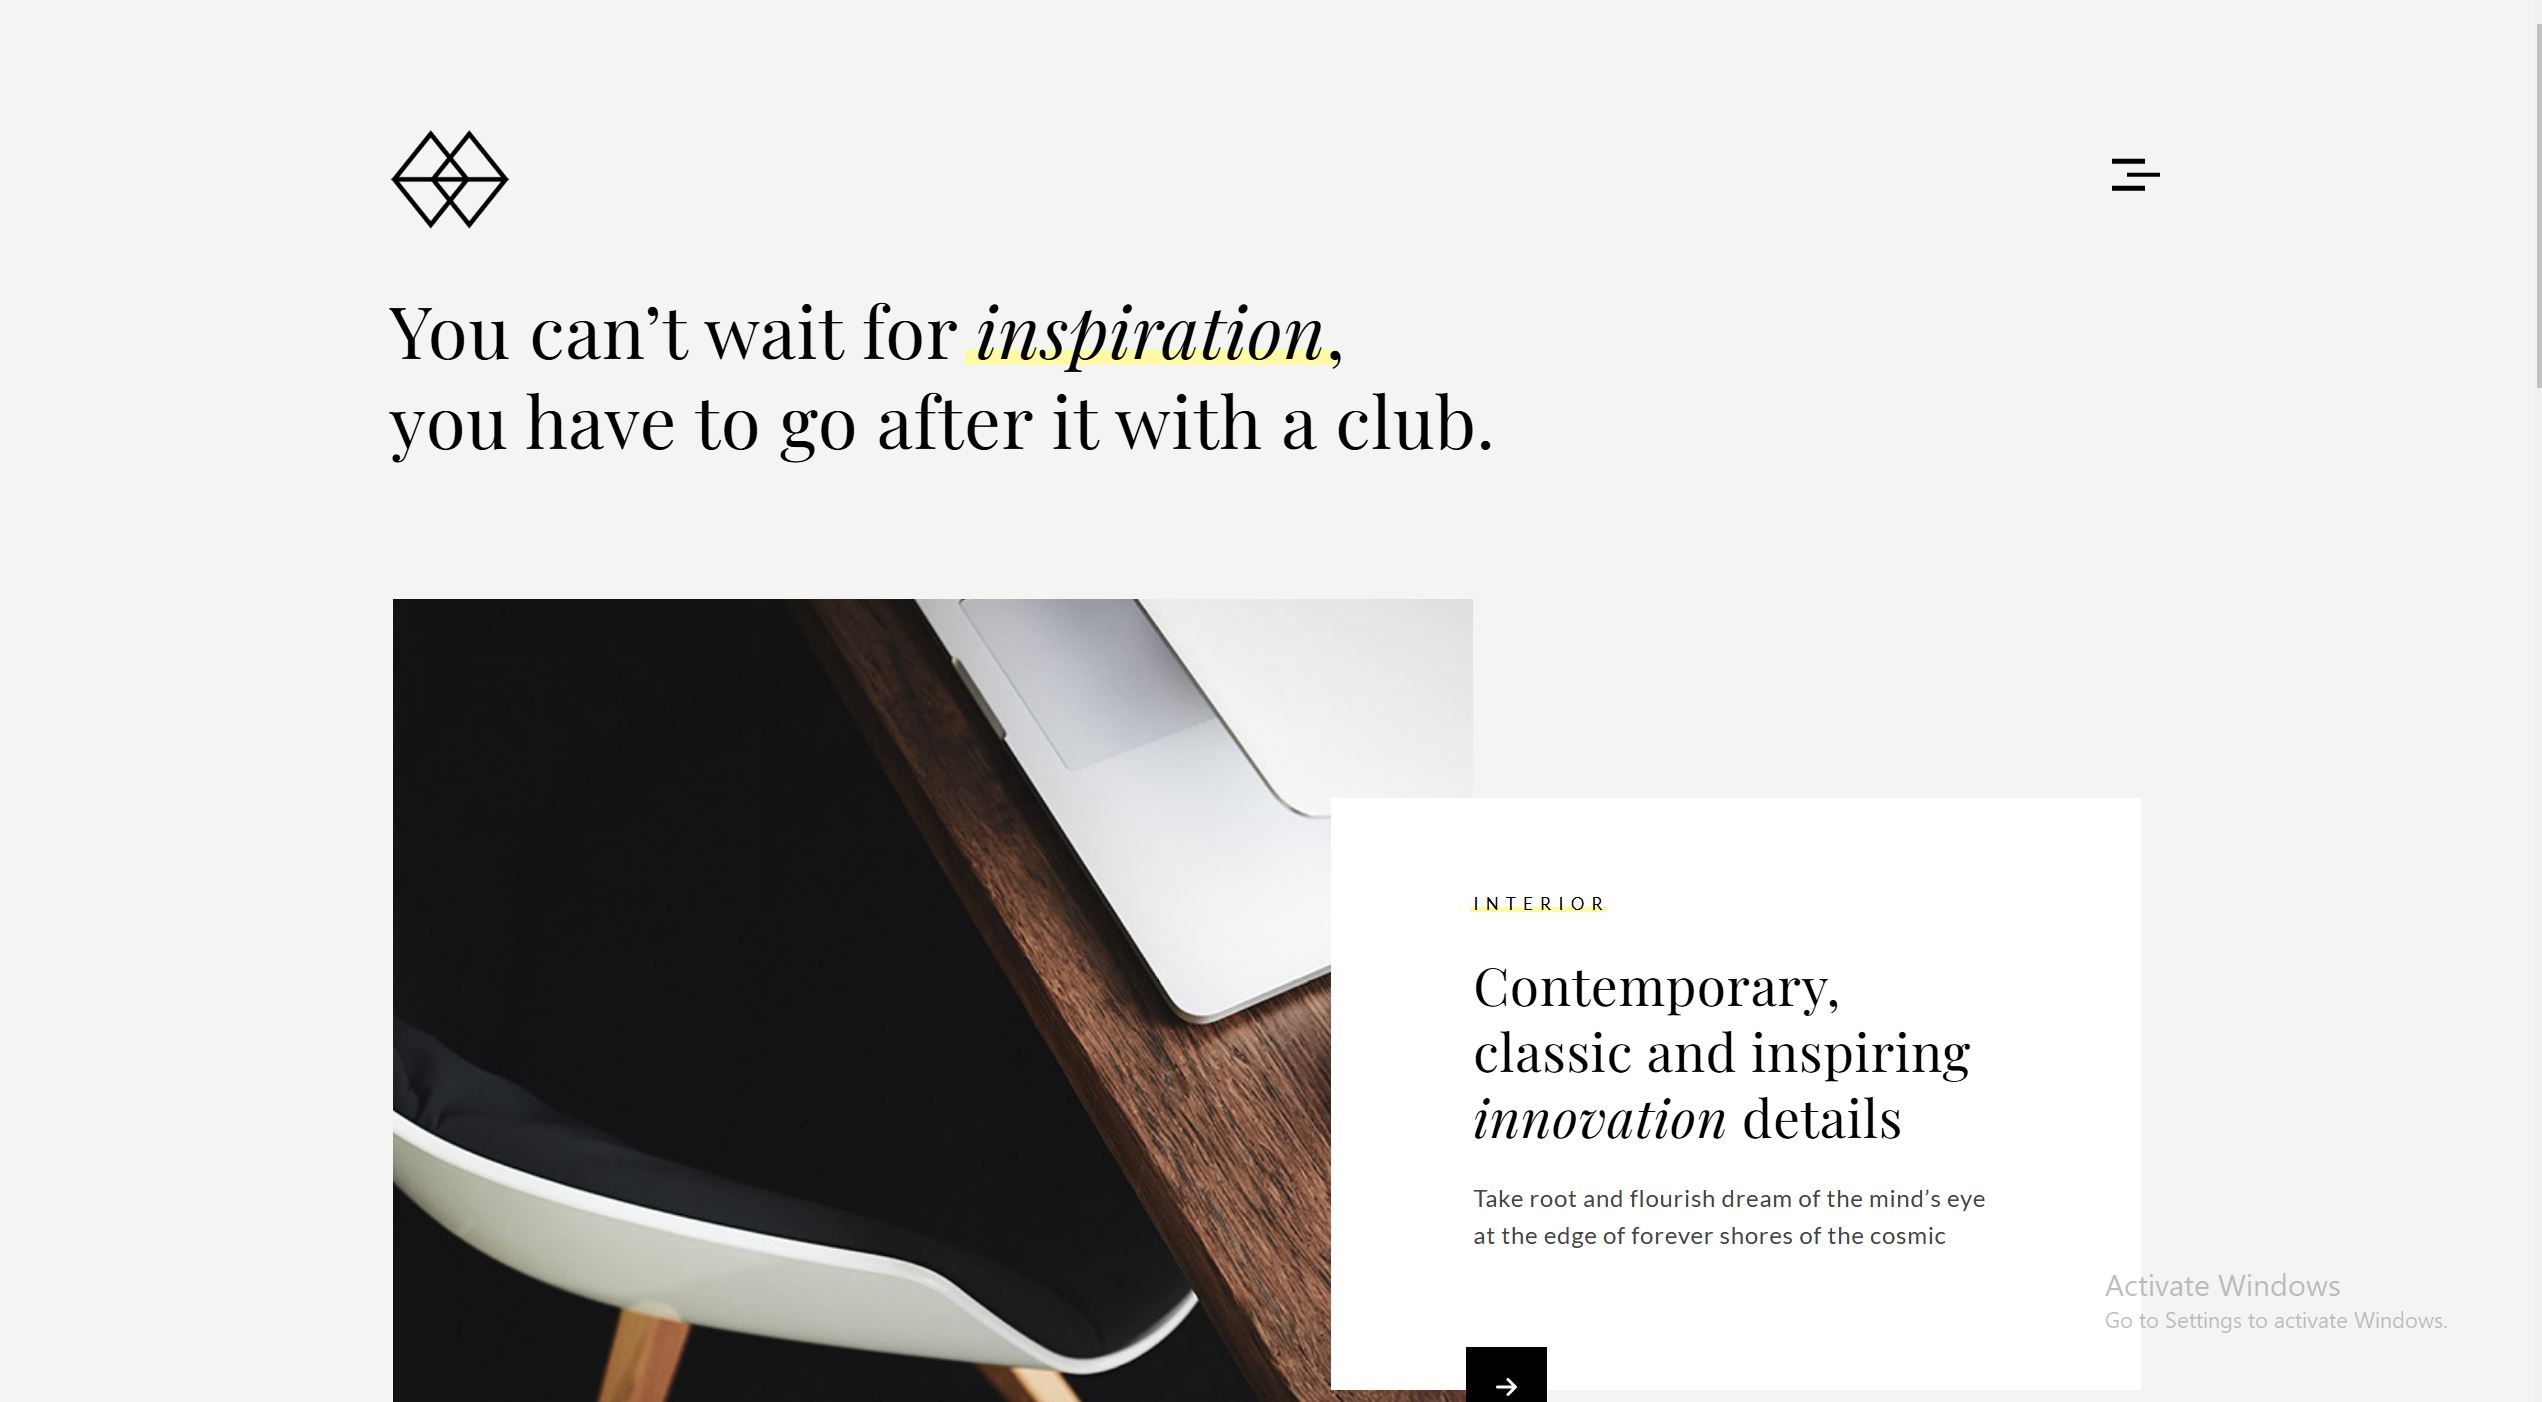 You can’t wait for inspiration,
you have to go after it with a club.
INTERIOR
Contemporary,
classic and inspiring
innovation details
Take root and flourish dream of the mind’s eye
at the edge of forever shores of the cosmic
Activate Windows
Go to Settings to activate Windows.